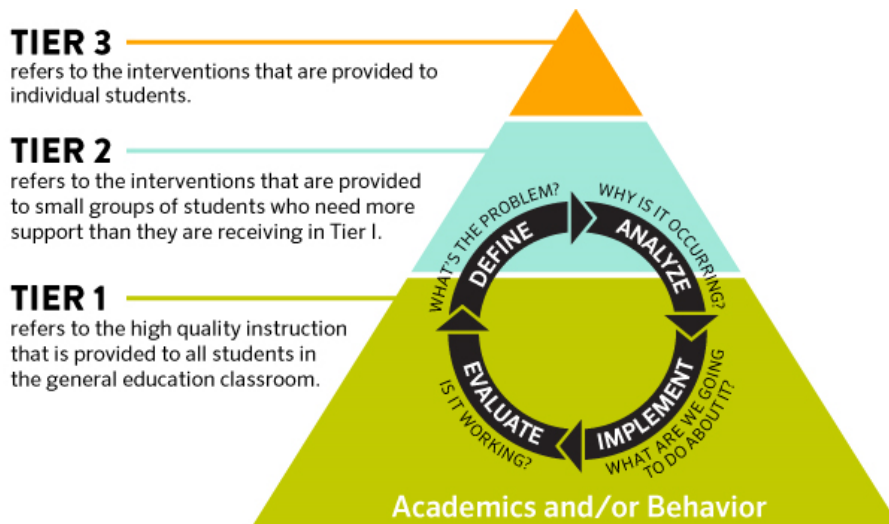 TIER 3
refers to the interventions that are provided to
individual students.
TIER 2
refers to the interventions that are provided
to small groups of students who need more
support than they are receiving in Tier I.
TIER 1
refers to the high quality instruction
that is provided to all students in
the general education classroom.
WHAT'S THE PROBLEM?
DEFINE
WHY IS IT OCCURRING?
ANALYZE
IMPLEMENT
WHAT ARE WE GOING
TO DO ABOUT IT?
EVALUATE
IS IT WORKING?
Academics and/or Behavior